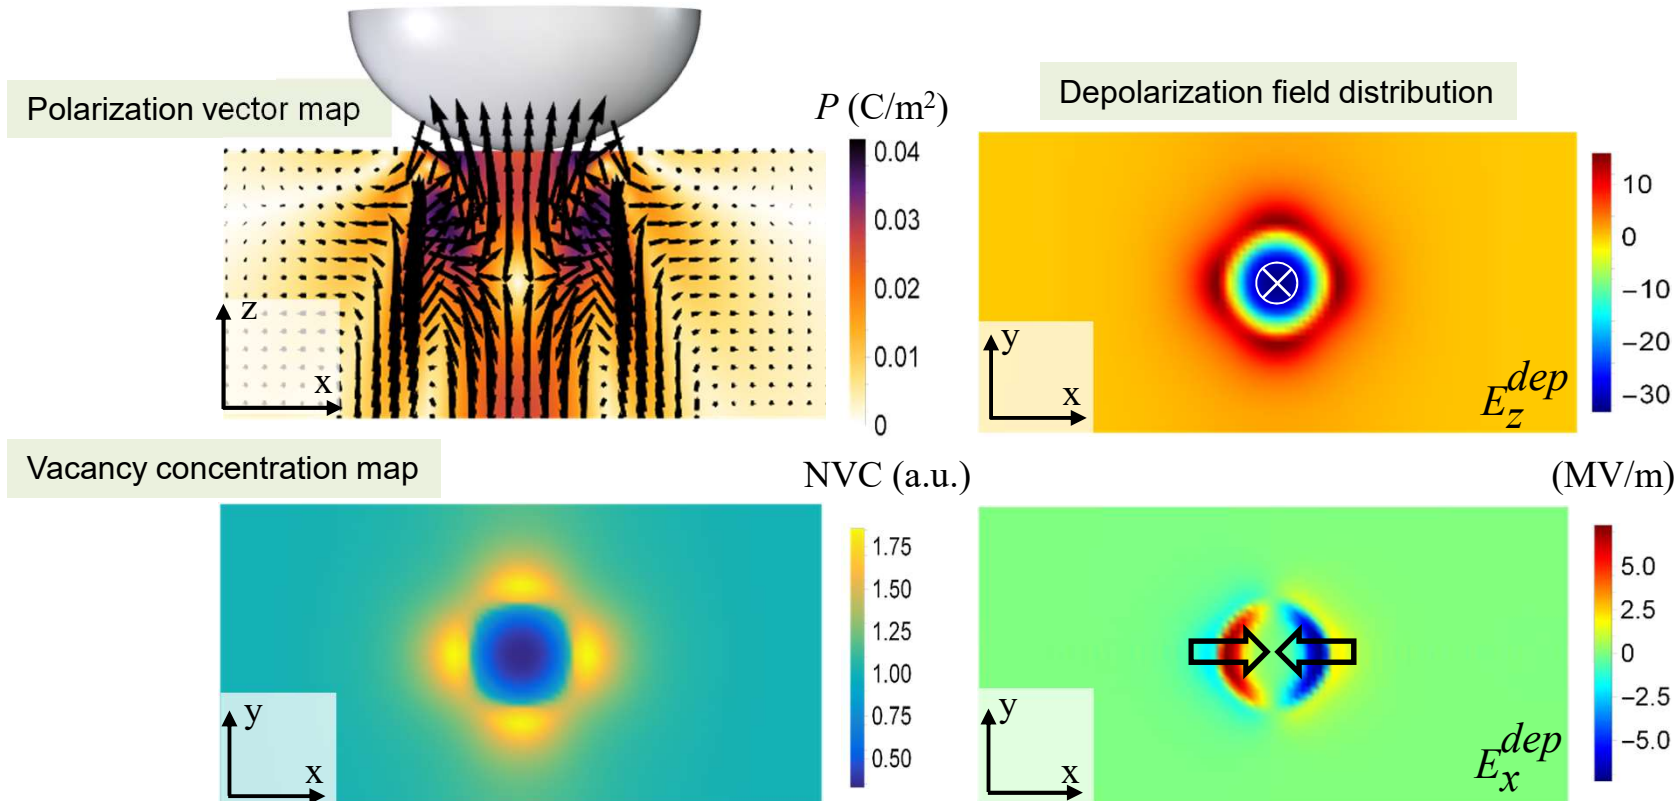 Polarization vector map
P (C/m²)
0.04
0.03
0.02
0.01
0
z
x
Depolarization field distribution
10
0
−10
−20
−30
y
x
E_z^{dep}
Vacancy concentration map
NVC (a.u.)
1.75
1.50
1.25
1.00
0.75
0.50
y
x
(MV/m)
5.0
2.5
0
−2.5
−5.0
y
x
E_x^{dep}